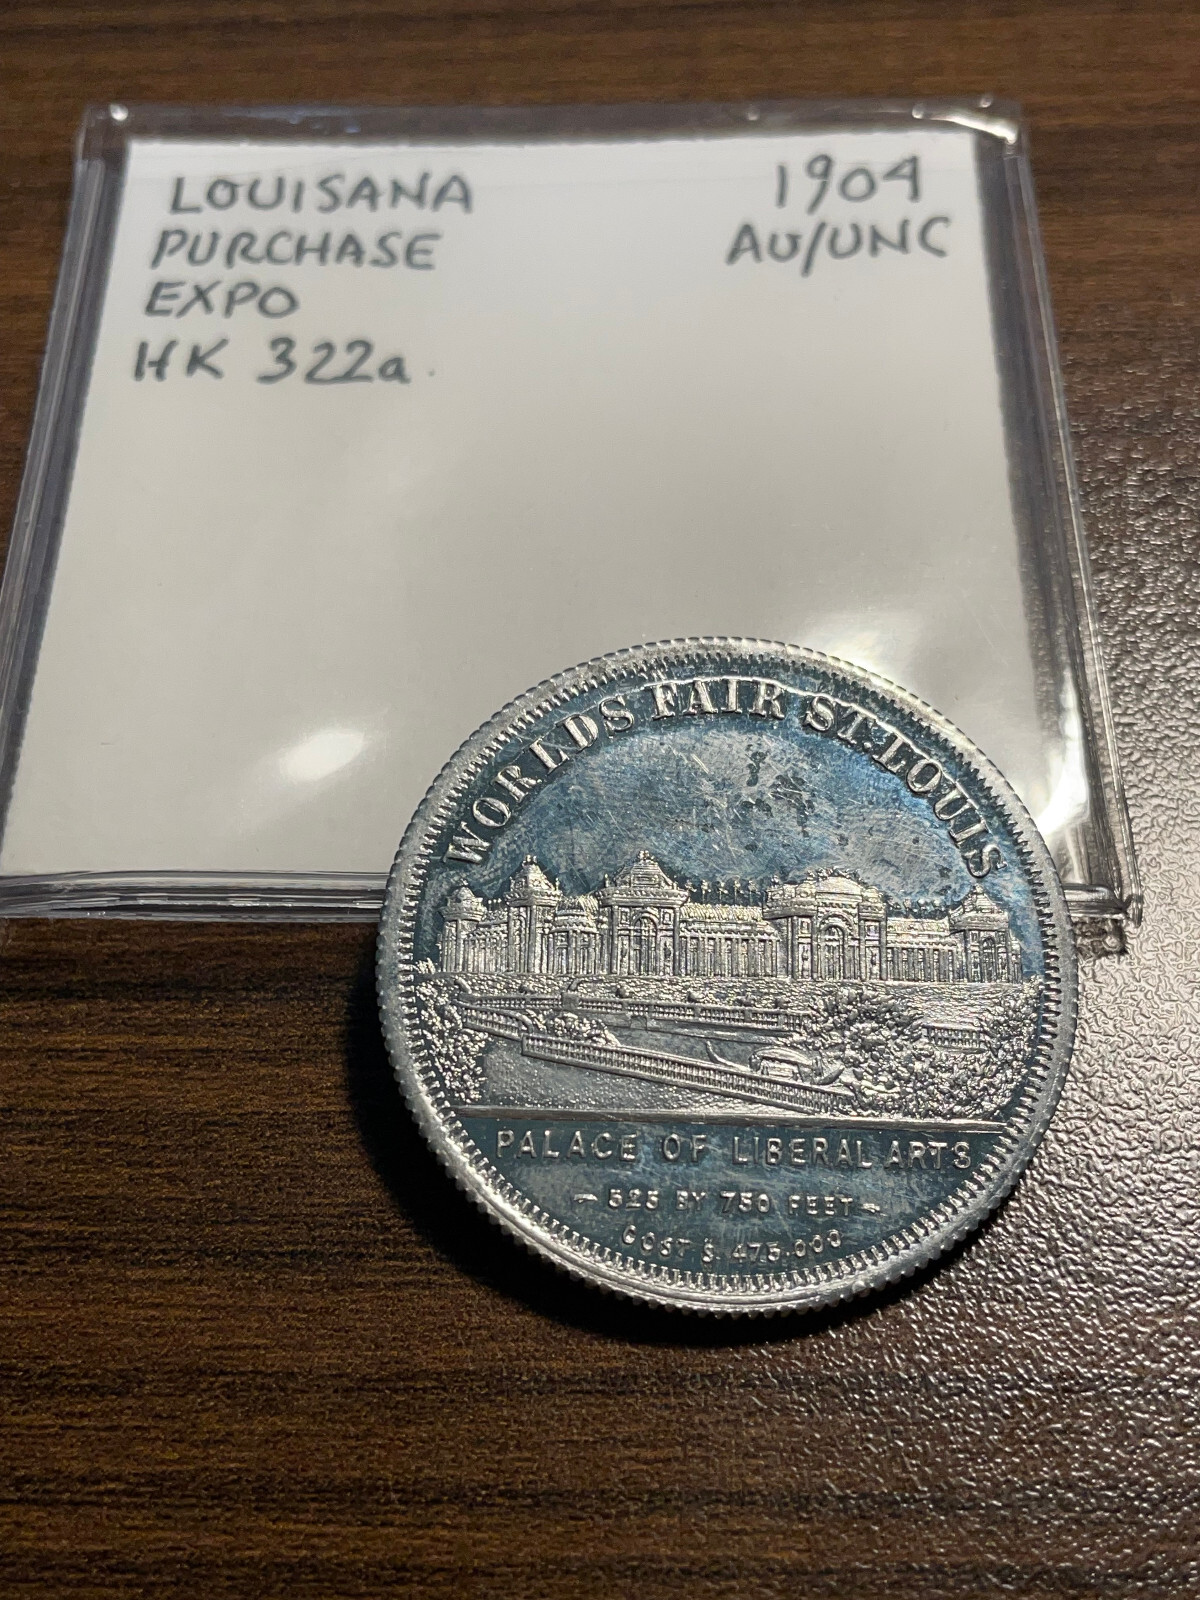 LOUISANA
PURCHASE
EXPO
HK 322a.
1904
AU/UNC
WORLDS FAIR ST. LOUIS
PALACE OF LIBERAL ARTS
- 525 BY 750 FEET -
COST $ 475.000